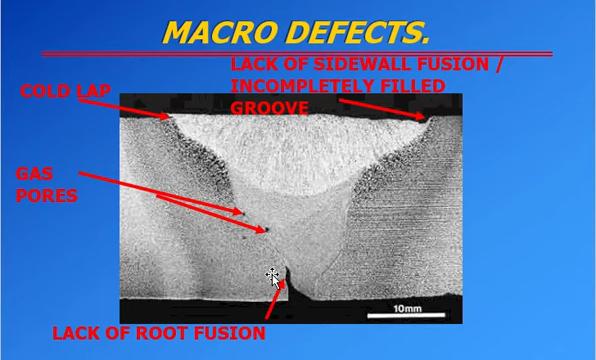 MACRO DEFECTS.
LACK OF SIDEWALL FUSION /
INCOMPLETELY FILLED
GROOVE
COLD LAP
GAS
PORES
10mm
LACK OF ROOT FUSION